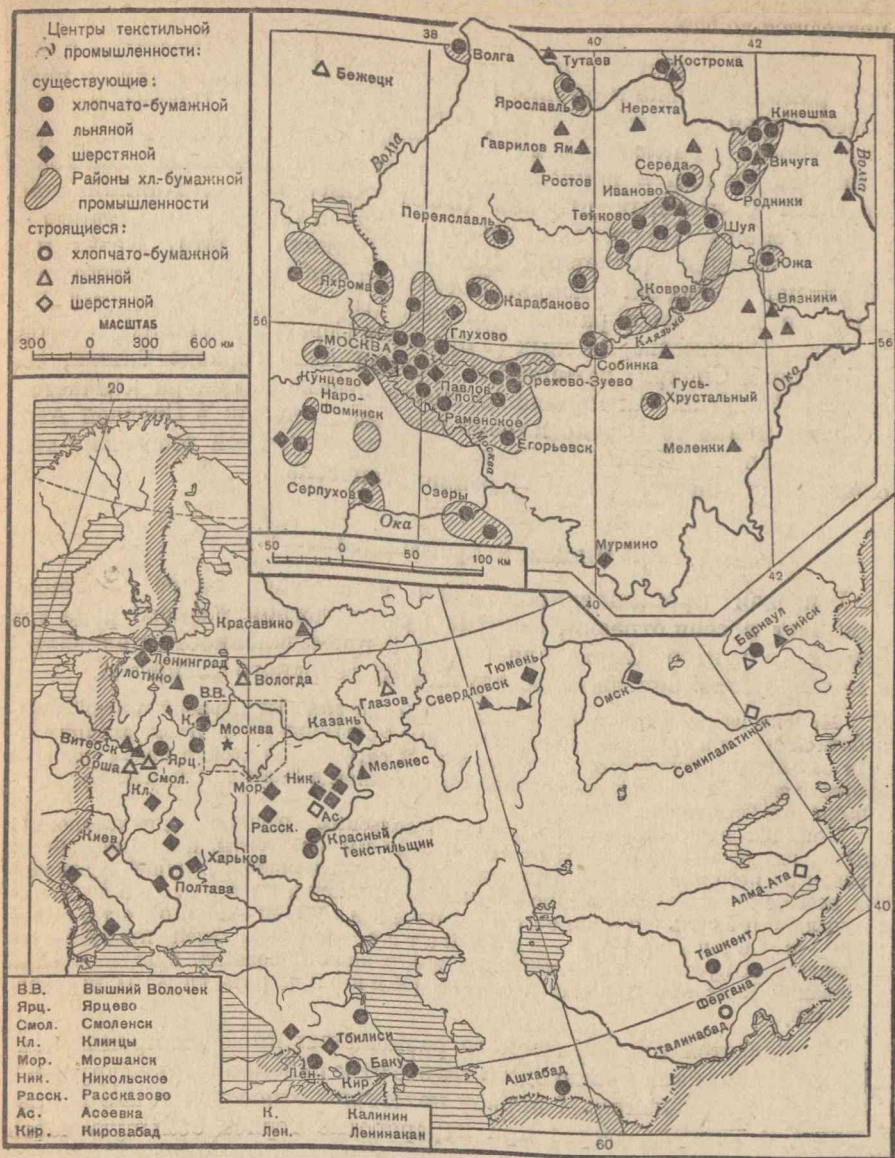 Центры текстильной
промышленности:
существующие:
хлопчато-бумажной
льняной
шерстяной
Районы хл.-бумажной
промышленности
строящиеся:
хлопчато-бумажной
льняной
шерстяной
МАСШТАБ
300 0 300 600 км
38 40 42
Волга
Тутаев
Кострома
Бежецк
Ярославль
Нерехта
Кинешма
Волга
Гаврилов Ям
Вичуга
Волга
Ростов
Середа
Родники
Иваново
Переяславль
Тейково
Шуя
Южа
Яхрома
Карабаново
Ковров
Вязники
56
Глухово
Клязьма
56
МОСКВА
Собинка
Кунцево
Павлов.
пос.
Орехово-Зуево
Гусь-
Хрустальный
Ока
Наро-
Фоминск
Раменское
Москва
Егорьевск
Меленки
Серпухов
Озеры
Ока
Мурмино
50 0 50 100 км
42
40
20
60
Красавино
Ленинград
Кулотино
Вологда
Глазов
В.В.
К.
Москва
Казань
Свердловск
Тюмень
Омск
Барнаул
Бийск
Семипалатинск
Витебск
Ярц.
Орша
Смол.
Мор.
Ник.
Мелекес
Кл.
Расск.
Ас.
Киев
Красный
Текстильщик
Харьков
Полтава
Алма-Ата
40
Ташкент
Фергана
Сталинабад
Тбилиси
Лен.
Кир.
Баку
Ашхабад
60
В.В. Вышний Волочек
Ярц. Ярцево
Смол. Смоленск
Кл. Клинцы
Мор. Моршанск
Ник. Никольское
Расск. Рассказово
Ас. Асеевка
Кир. Кировабад
К. Калинин
Лен. Ленинакан